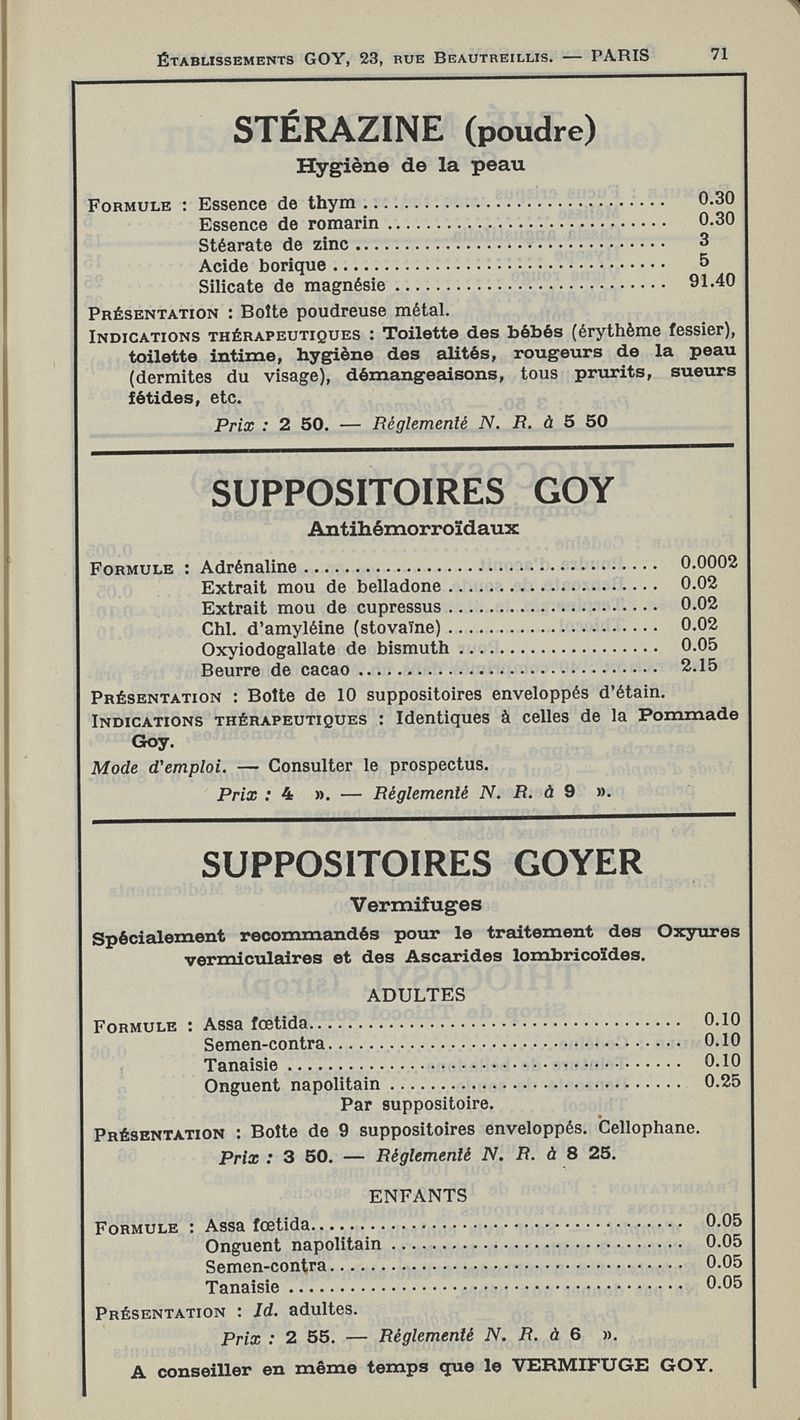 ÉTABLISSEMENTS GOY, 23, RUE BEAUTREILLIS. — PARIS 71
STÉRAZINE (poudre)
Hygiène de la peau
FORMULE : Essence de thym .............................. 0.30
Essence de romarin ............................ 0.30
Stéarate de zinc ............................... 3
Acide borique ................................. 5
Silicate de magnésie ........................... 91.40
PRÉSENTATION : Boîte poudreuse métal.
INDICATIONS THÉRAPEUTIQUES : Toilette des bébés (érythème fessier),
toilette intime, hygiène des alités, rougeurs de la peau
(dermites du visage), démangeaisons, tous prurits, sueurs
fétides, etc.
Prix : 2 50. — Réglementé N. R. à 5 50
SUPPOSITOIRES GOY
Antihémorroïdaux
FORMULE : Adrénaline ................................... 0.0002
Extrait mou de belladone ..................... 0.02
Extrait mou de cupressus ..................... 0.02
Chl. d'amyléine (stovaïne) ..................... 0.02
Oxyiodogallate de bismuth .................... 0.05
Beurre de cacao .............................. 2.15
PRÉSENTATION : Boîte de 10 suppositoires enveloppés d'étain.
INDICATIONS THÉRAPEUTIQUES : Identiques à celles de la Pommade
Goy.
Mode d'emploi. — Consulter le prospectus.
Prix : 4 ». — Réglementé N. R. à 9 ».
SUPPOSITOIRES GOYER
Vermifuges
Spécialement recommandés pour le traitement des Oxyures
vermiculaires et des Ascarides lombricoïdes.
ADULTES
FORMULE : Assa fœtida..................................... 0.10
Semen-contra................................... 0.10
Tanaisie ....................................... 0.10
Onguent napolitain ............................. 0.25
Par suppositoire.
PRÉSENTATION : Boîte de 9 suppositoires enveloppés. Cellophane.
Prix : 3 50. — Réglementé N. R. à 8 25.
ENFANTS
FORMULE : Assa fœtida..................................... 0.05
Onguent napolitain ............................. 0.05
Semen-contra................................... 0.05
Tanaisie ....................................... 0.05
PRÉSENTATION : Id. adultes.
Prix : 2 55. — Réglementé N. R. à 6 ».
A conseiller en même temps que le VERMIFUGE GOY.